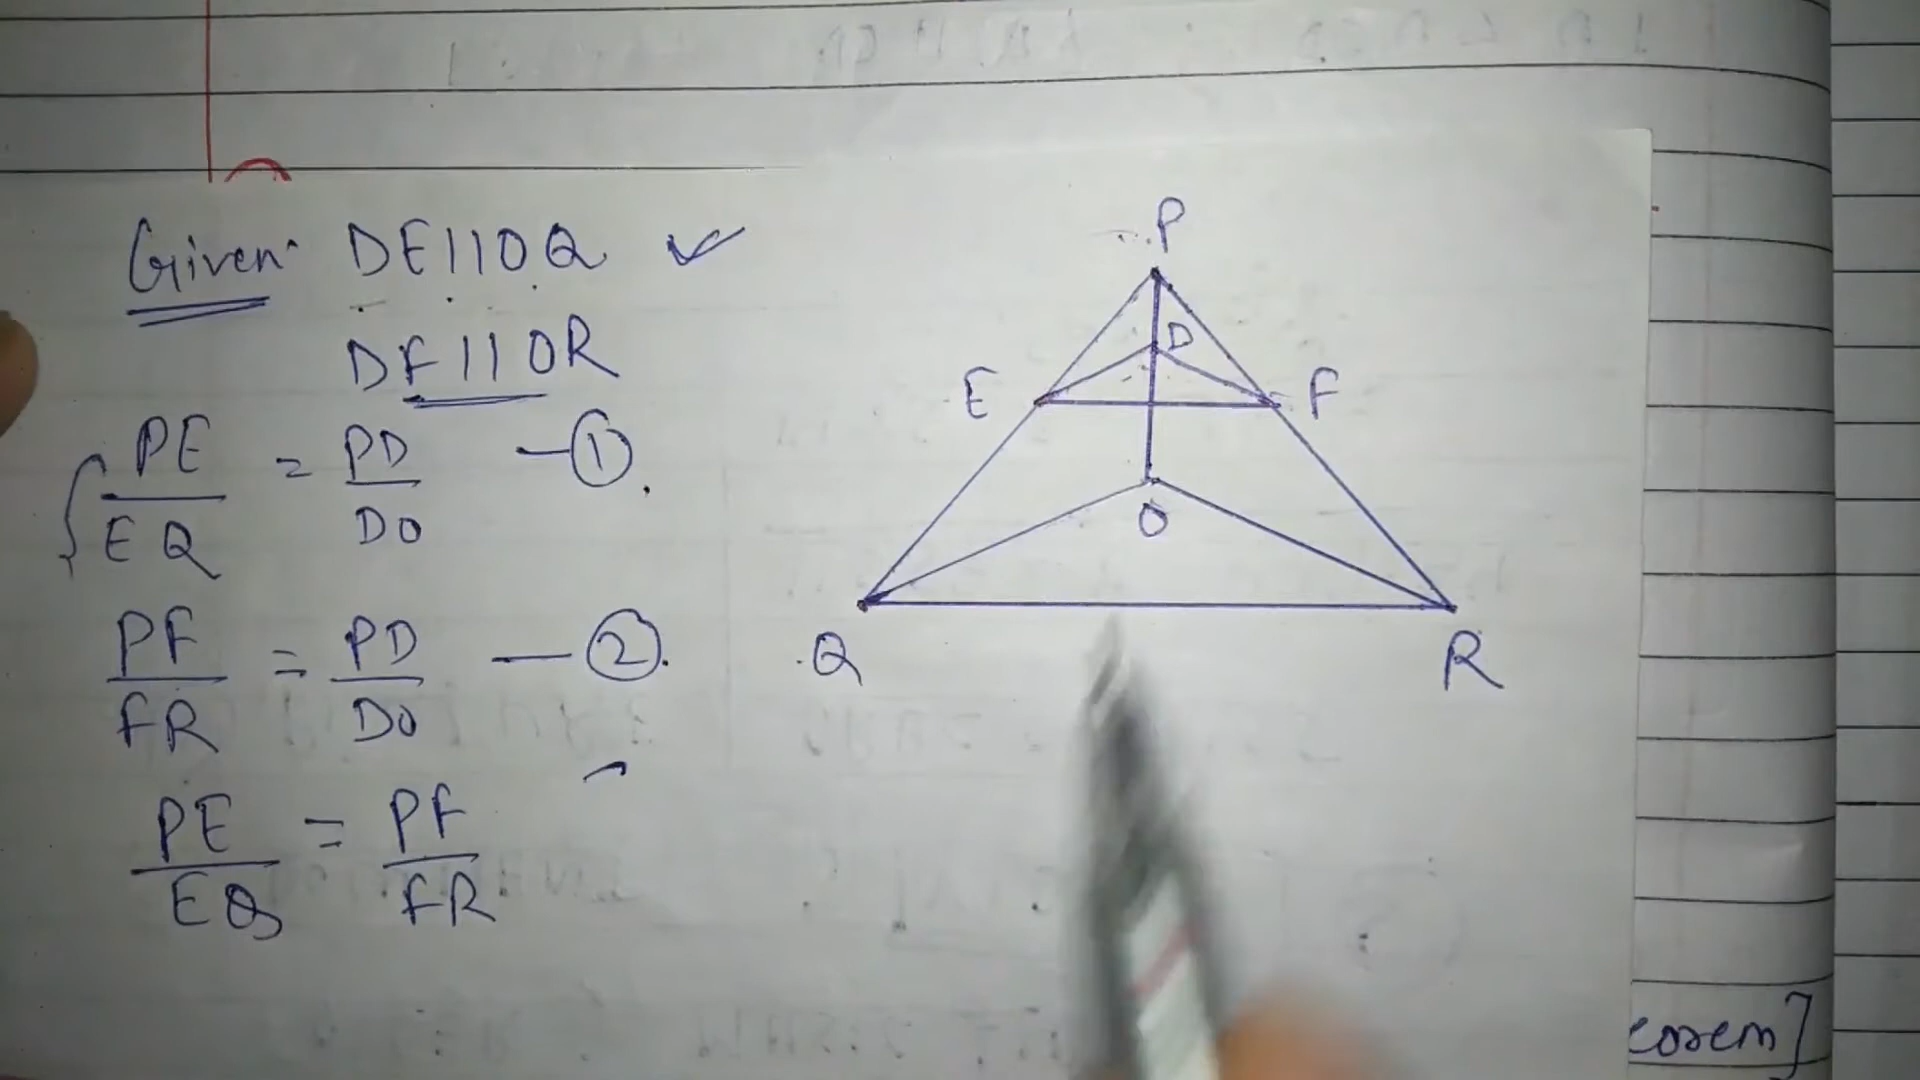 Given: DE || OQ ✓
DF || OR
PE/EQ = PD/DO — ①
PF/FR = PD/DO — ②
PE/EQ = PF/FR
P
D
E F
O
Q R
eorem]